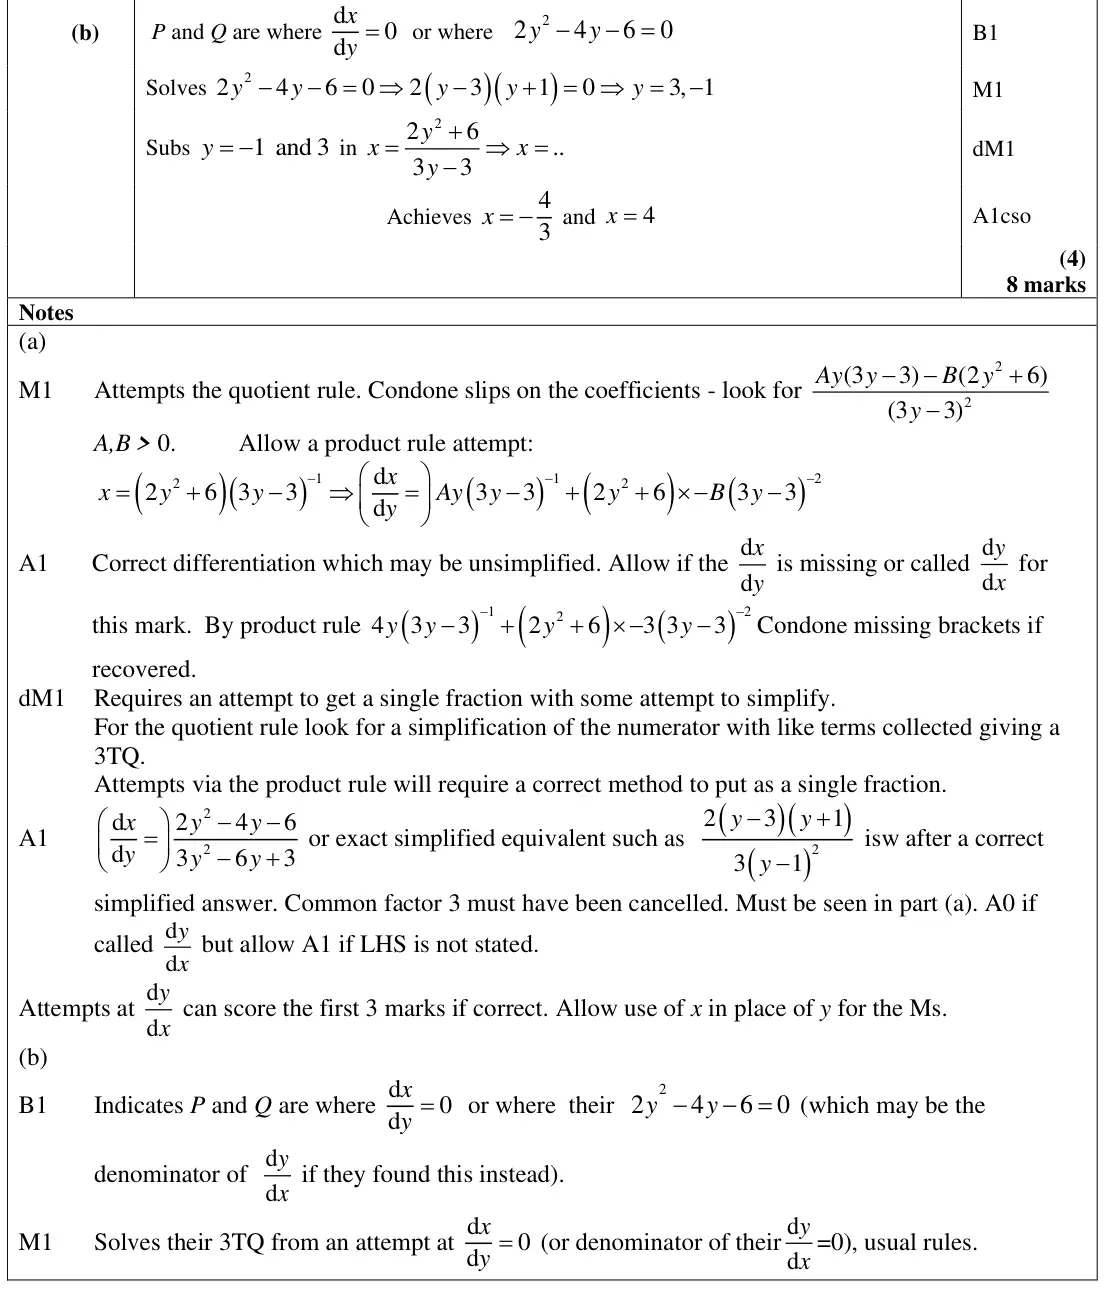 (b) P and Q are where dx/dy = 0 or where 2y² − 4y − 6 = 0 B1
Solves 2y² − 4y − 6 = 0 ⇒ 2(y − 3)(y + 1) = 0 ⇒ y = 3, −1 M1
Subs y = −1 and 3 in x = (2y² + 6)/(3y − 3) ⇒ x = .. dM1
Achieves x = −4/3 and x = 4 A1cso
(4)
8 marks
Notes
(a)
M1 Attempts the quotient rule. Condone slips on the coefficients - look for (Ay(3y − 3) − B(2y² + 6))/(3y − 3)²
A,B > 0. Allow a product rule attempt:
x = (2y² + 6)(3y − 3)⁻¹ ⇒ (dx/dy =) Ay(3y − 3)⁻¹ + (2y² + 6) × −B(3y − 3)⁻²
A1 Correct differentiation which may be unsimplified. Allow if the dx/dy is missing or called dy/dx for
this mark. By product rule 4y(3y − 3)⁻¹ + (2y² + 6) × −3(3y − 3)⁻² Condone missing brackets if
recovered.
dM1 Requires an attempt to get a single fraction with some attempt to simplify.
For the quotient rule look for a simplification of the numerator with like terms collected giving a
3TQ.
Attempts via the product rule will require a correct method to put as a single fraction.
A1 (dx/dy =) (2y² − 4y − 6)/(3y² − 6y + 3) or exact simplified equivalent such as 2(y − 3)(y + 1)/3(y − 1)² isw after a correct
simplified answer. Common factor 3 must have been cancelled. Must be seen in part (a). A0 if
called dy/dx but allow A1 if LHS is not stated.
Attempts at dy/dx can score the first 3 marks if correct. Allow use of x in place of y for the Ms.
(b)
B1 Indicates P and Q are where dx/dy = 0 or where their 2y² − 4y − 6 = 0 (which may be the
denominator of dy/dx if they found this instead).
M1 Solves their 3TQ from an attempt at dx/dy = 0 (or denominator of their dy/dx =0), usual rules.